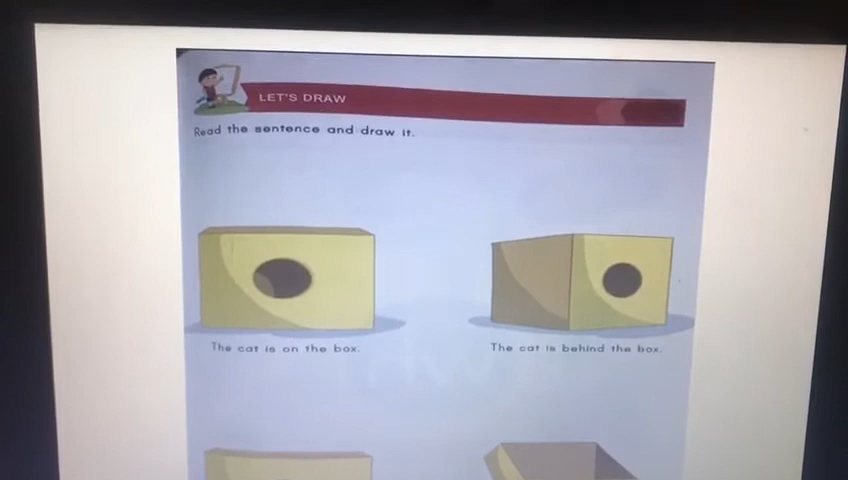 LET'S DRAW
Read the sentence and draw it.
The cat is on the box.
The cat is behind the box.